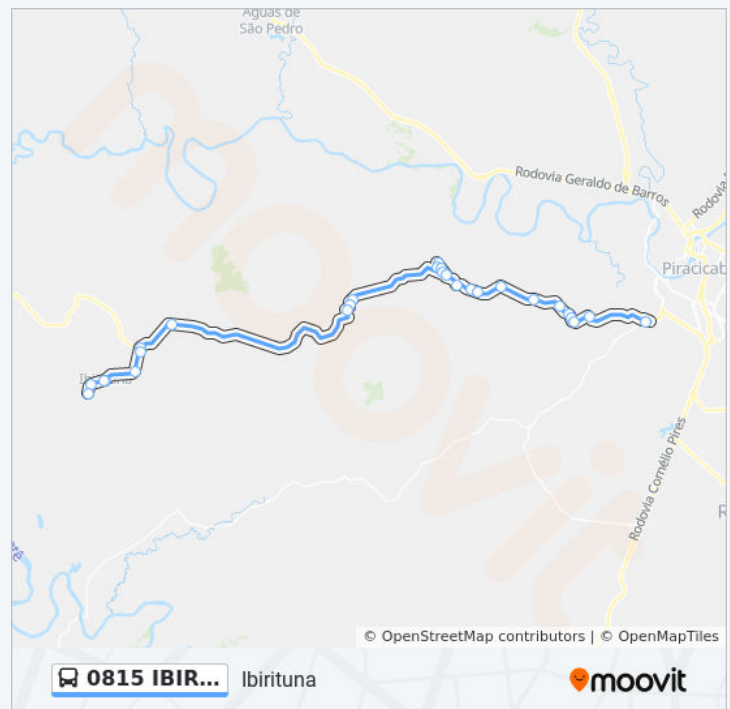 Águas de
São Pedro
Rodovia Geraldo de Barros
Piracicab
Rodovia Cornélio Pires
© OpenStreetMap contributors | © OpenMapTiles
0815 IBIR...
Ibirituna
moovit